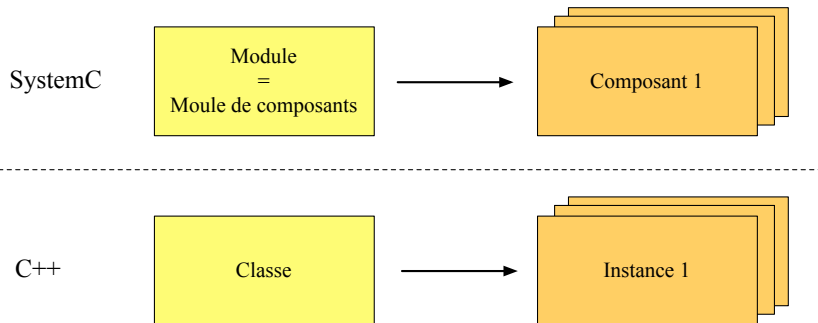 SystemC
Module
=
Moule de composants
Composant 1
C++
Classe
Instance 1